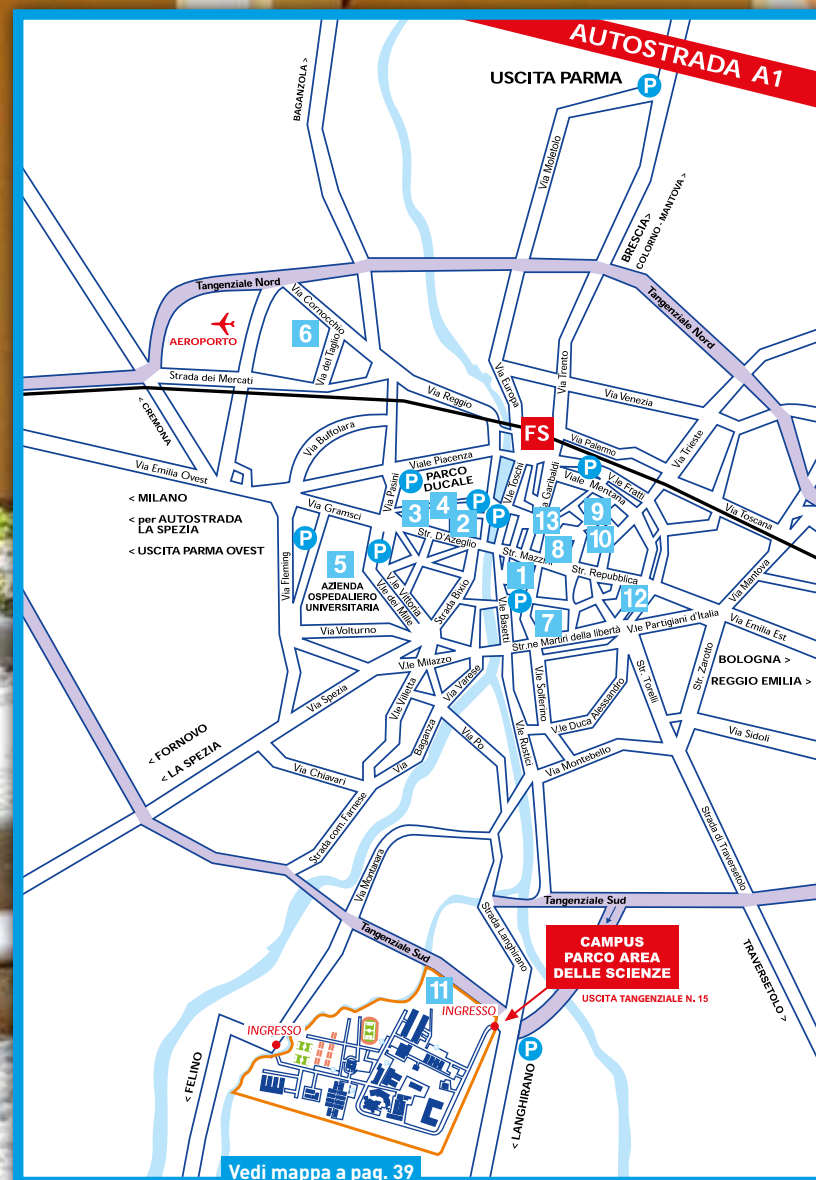 AUTOSTRADA A1
USCITA PARMA
P
BAGANZOLA >
Via Moletolo
BRESCIA>
COLORNO - MANTOVA >
Tangenziale Nord
Tangenziale Nord
AEROPORTO
Via Cornocchio
6
Via del Taglio
Strada dei Mercati
Via Europa
Via Trento
Via Reggio
Via Venezia
< CREMONA
FS
Via Palermo
Via Trieste
Via Buffolara
Via Emilia Ovest
Viale Piacenza
V.le Toschi
Garibaldi
P
V.le Fratti
Viale Mentana
Via Toscana
< MILANO
< per AUTOSTRADA
LA SPEZIA
< USCITA PARMA OVEST
Via Pasini
P
PARCO
DUCALE
P
P
Via Gramsci
3
4
2
13
9
10
8
Str. D'Azeglio
Str. Mazzini
Str. Repubblica
Via Mantova
P
Via Fleming
5
P
AZIENDA
OSPEDALIERO
UNIVERSITARIA
V.le Vittoria
V.le dei Mille
Strada Bixio
1
P
V.le Basetti
7
12
V.le Partigiani d'Italia
Via Emilia Est
Via Volturno
Str.ne Martiri della libertà
V.le Milazzo
BOLOGNA >
REGGIO EMILIA >
Via Spezia
V.le Villetta
Via Varese
V.le Solferino
V.le Duca Alessandro
Str. Torelli
Str. Zarotto
Via Sidoli
< FORNOVO
< LA SPEZIA
Via Chiavari
Via Baganza
Via Po
V.le Rustici
Via Montebello
Strada com. Farnese
Via Montanara
Strada di Traversetolo
Tangenziale Sud
Strada Langhirano
Tangenziale Sud
CAMPUS
PARCO AREA
DELLE SCIENZE
USCITA TANGENZIALE N. 15
TRAVERSETOLO >
11
INGRESSO
INGRESSO
P
< FELINO
< LANGHIRANO
Vedi mappa a pag. 39